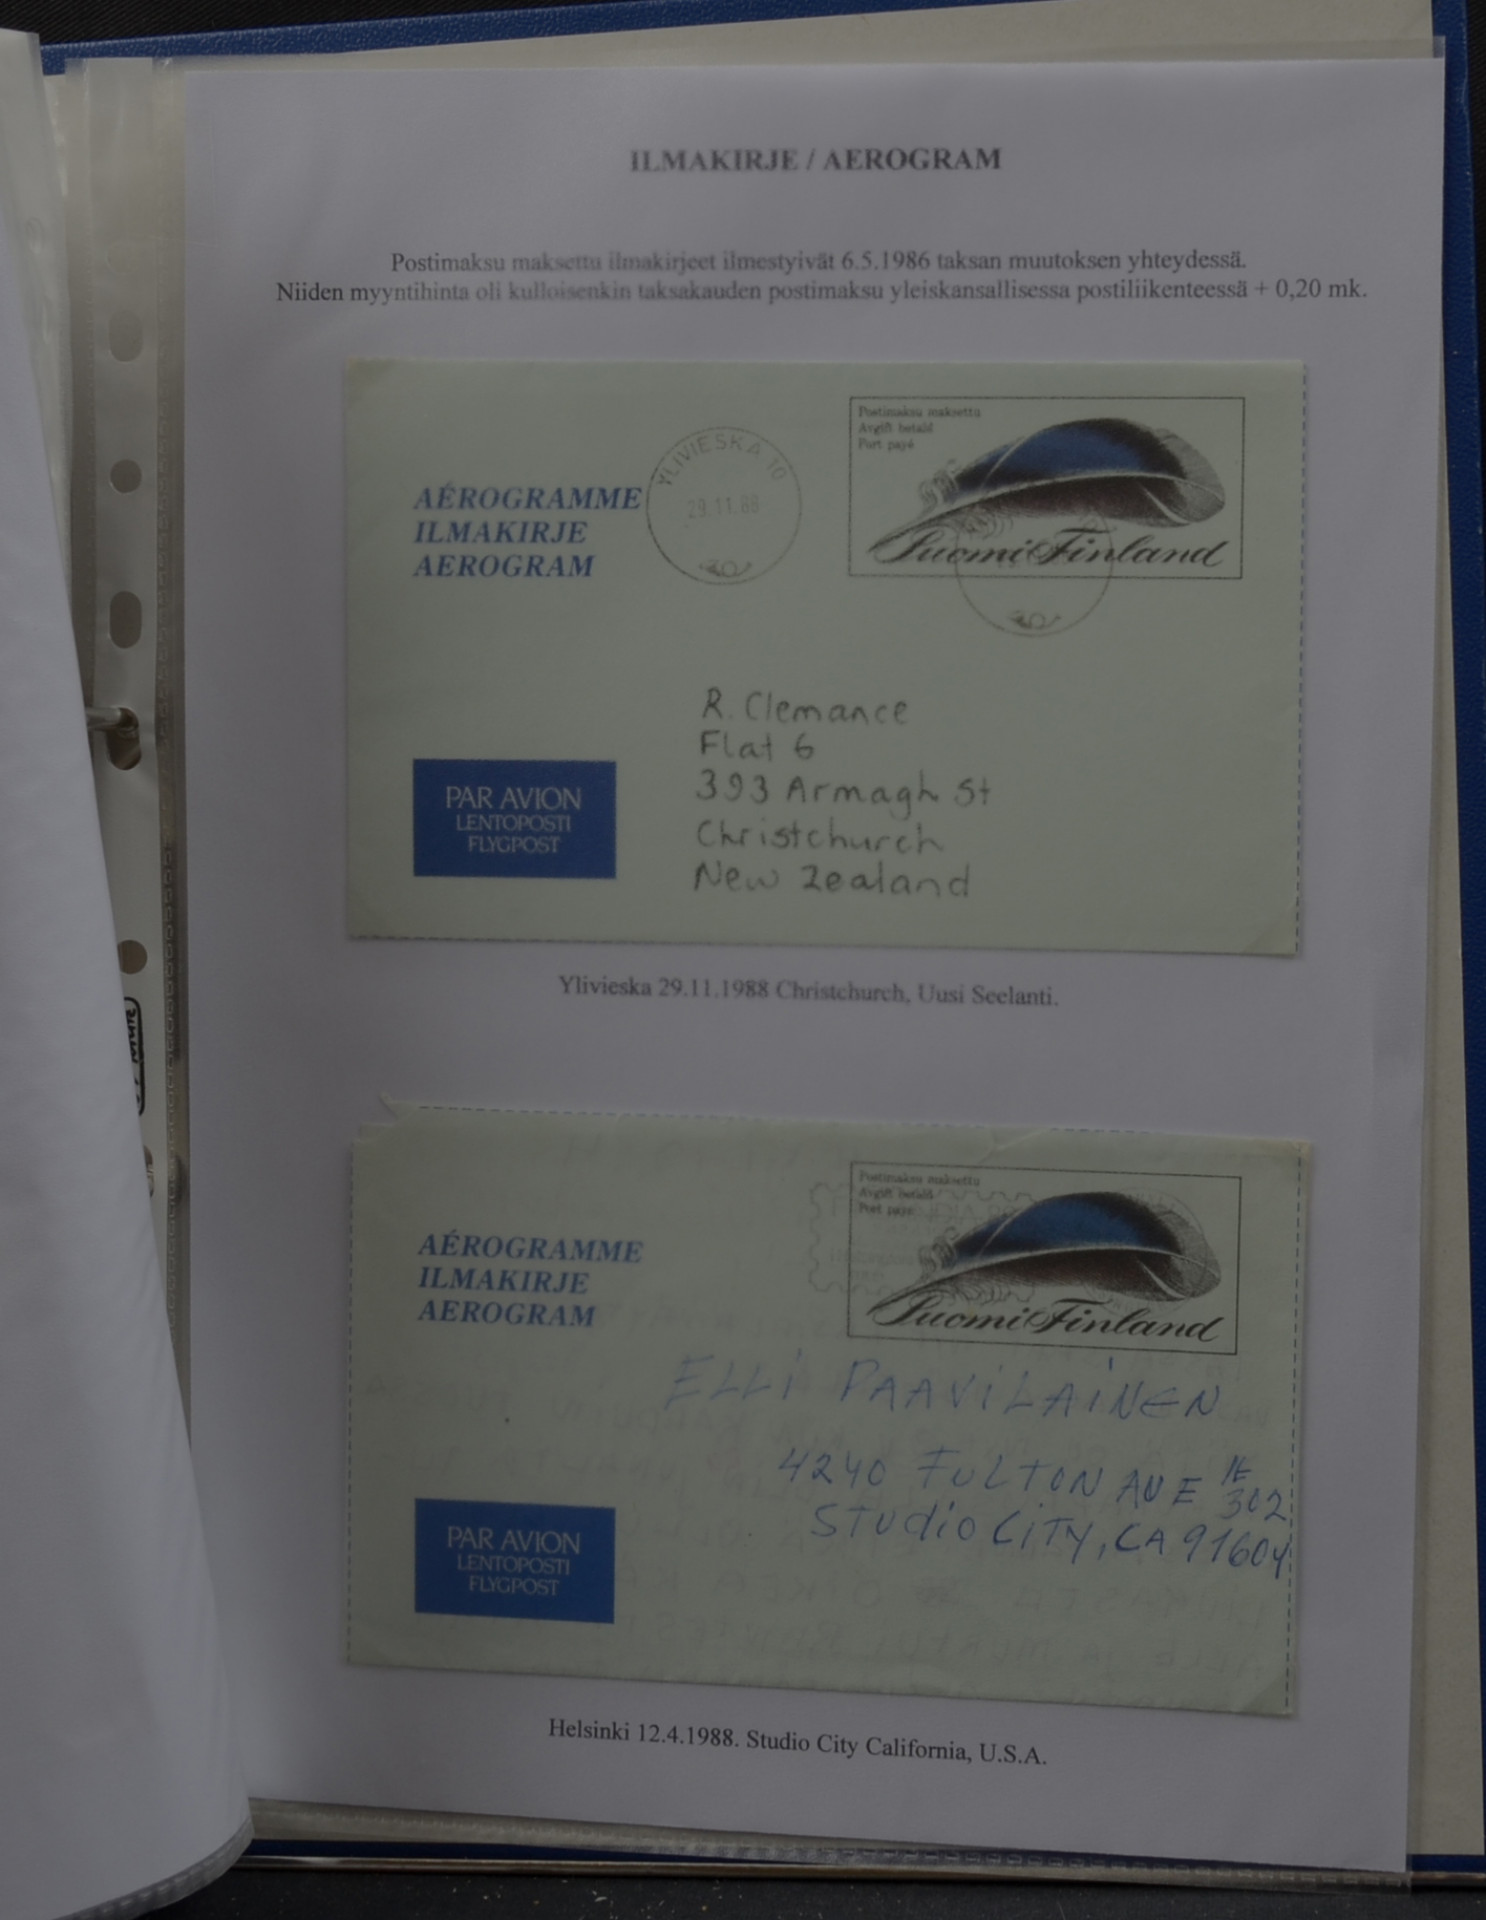 ILMAKIRJE / AEROGRAM
Postimaksu maksettu ilmakirjeet ilmestyivät 6.5.1986 taksan muutoksen yhteydessä.
Niiden myyntihinta oli kulloisenkin taksakauden postimaksu yleiskansallisessa postiliikenteessä + 0,20 mk.
Postimaksu maksettu
Avgift betald
Port payé
YLIVIESKA 10
29.11.88
AÉROGRAMME
ILMAKIRJE
AEROGRAM
Suomi Finland
R. Clemance
Flat 6
393 Armagh St
Christchurch
New Zealand
PAR AVION
LENTOPOSTI
FLYGPOST
Ylivieska 29.11.1988 Christchurch, Uusi Seelanti.
Postimaksu maksettu
Avgift betald
Port payé
AÉROGRAMME
ILMAKIRJE
AEROGRAM
Suomi Finland
ELLi PAAViLAiNEN
4240 FULTON AVE #
302
STUdiO CiTY, CA 91604
PAR AVION
LENTOPOSTI
FLYGPOST
Helsinki 12.4.1988. Studio City California, U.S.A.